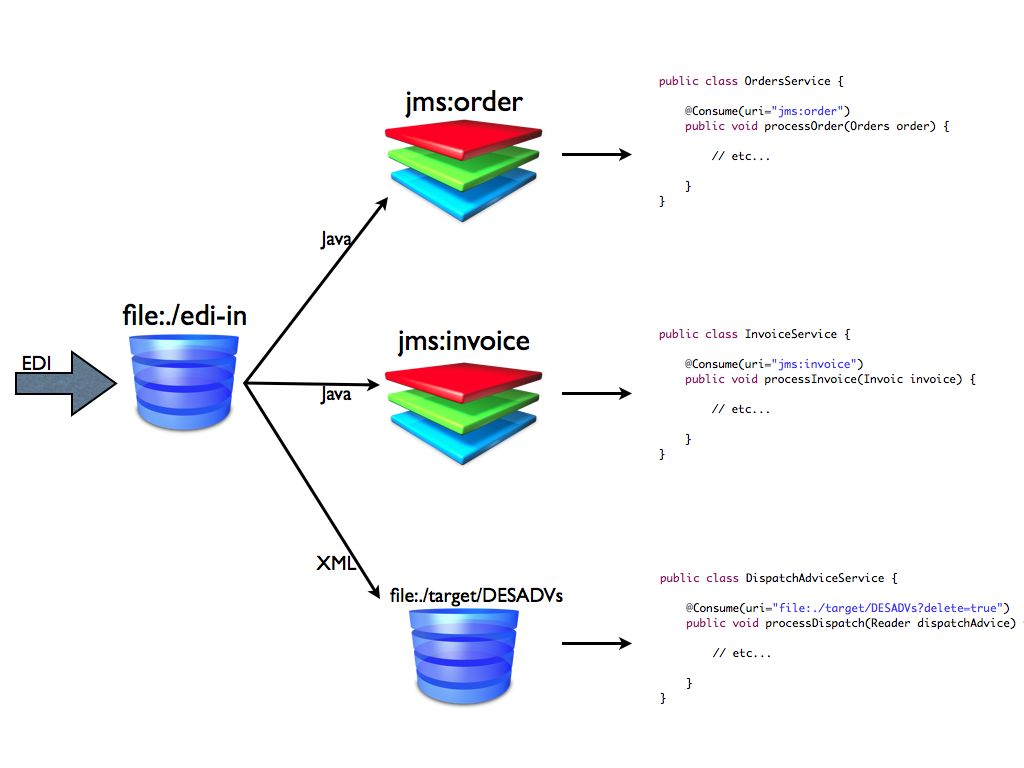 EDI
file:./edi-in
Java
Java
XML
jms:order
public class OrdersService {
@Consume(uri="jms:order")
public void processOrder(Orders order) {
// etc...
}
}
jms:invoice
public class InvoiceService {
@Consume(uri="jms:invoice")
public void processInvoice(Invoic invoice) {
// etc...
}
}
file:./target/DESADVs
public class DispatchAdviceService {
@Consume(uri="file:./target/DESADVs?delete=true")
public void processDispatch(Reader dispatchAdvice)
// etc...
}
}